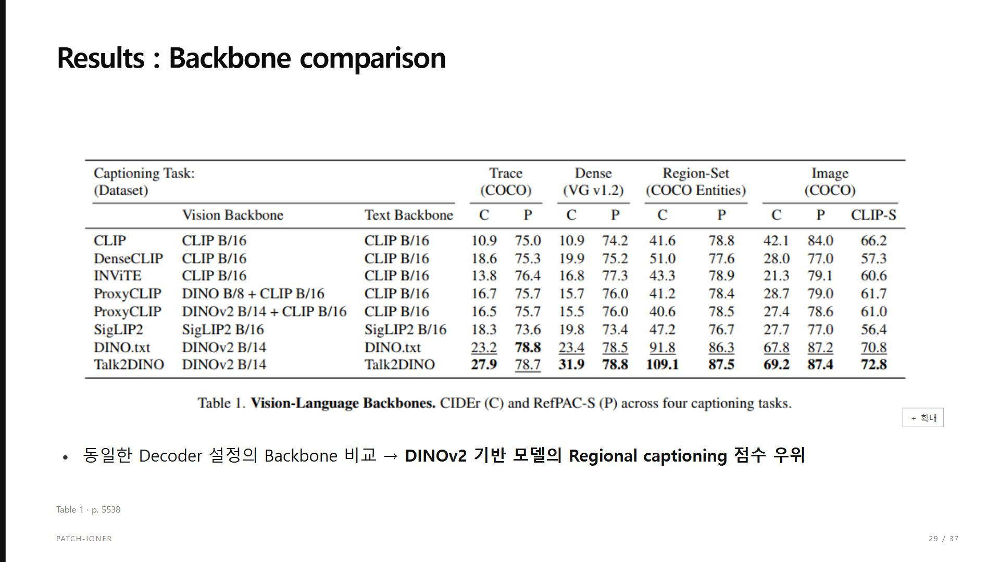 Results : Backbone comparison
Captioning Task: Trace Dense Region-Set Image
(Dataset) (COCO) (VG v1.2) (COCO Entities) (COCO)
Vision Backbone Text Backbone C P C P C P C P CLIP-S
CLIP CLIP B/16 CLIP B/16 10.9 75.0 10.9 74.2 41.6 78.8 42.1 84.0 66.2
DenseCLIP CLIP B/16 CLIP B/16 18.6 75.3 19.9 75.2 51.0 77.6 28.0 77.0 57.3
INViTE CLIP B/16 CLIP B/16 13.8 76.4 16.8 77.3 43.3 78.9 21.3 79.1 60.6
ProxyCLIP DINO B/8 + CLIP B/16 CLIP B/16 16.7 75.7 15.7 76.0 41.2 78.4 28.7 79.0 61.7
ProxyCLIP DINOv2 B/14 + CLIP B/16 CLIP B/16 16.5 75.7 15.5 76.0 40.6 78.5 27.4 78.6 61.0
SigLIP2 SigLIP2 B/16 SigLIP2 B/16 18.3 73.6 19.8 73.4 47.2 76.7 27.7 77.0 56.4
DINO.txt DINOv2 B/14 DINO.txt 23.2 78.8 23.4 78.5 91.8 86.3 67.8 87.2 70.8
Talk2DINO DINOv2 B/14 Talk2DINO 27.9 78.7 31.9 78.8 109.1 87.5 69.2 87.4 72.8
Table 1. Vision-Language Backbones. CIDEr (C) and RefPAC-S (P) across four captioning tasks.
+ 확대
• 동일한 Decoder 설정의 Backbone 비교 → DINOv2 기반 모델의 Regional captioning 점수 우위
Table 1 · p. 5538
PATCH-IONER
29 / 37